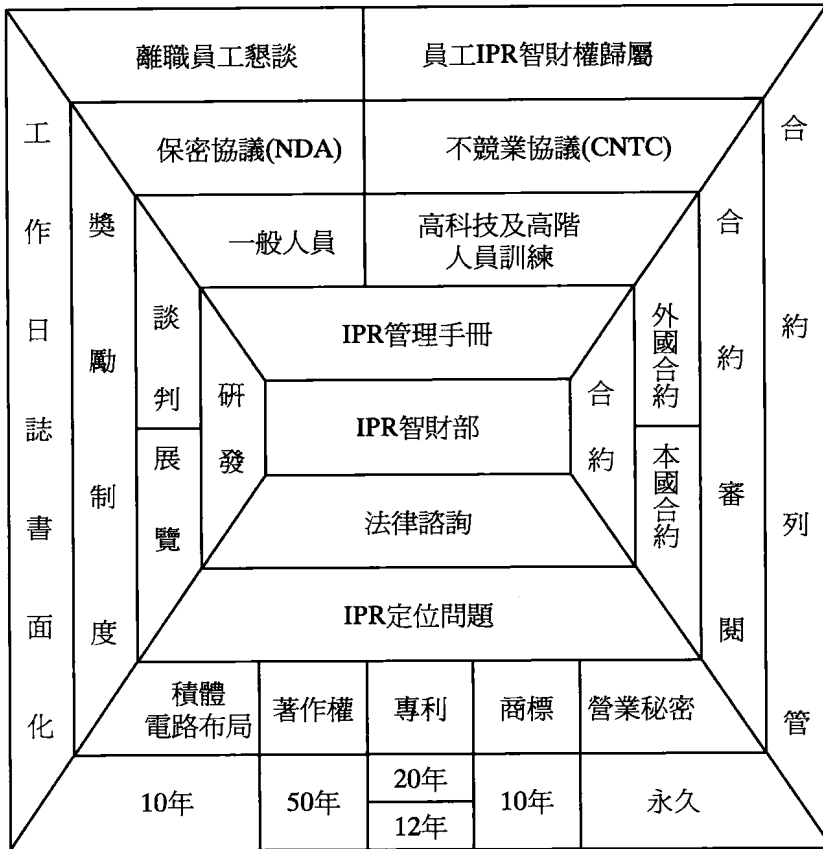 離職員工懇談
員工IPR智財權歸屬
保密協議(NDA)
不競業協議(CNTC)
一般人員
高科技及高階
人員訓練
工作日誌書面化
獎勵制度
談判
展覽
研發
IPR管理手冊
IPR智財部
法律諮詢
IPR定位問題
合約
外國合約
本國合約
合約審閱
合約列管
積體
電路布局
著作權
專利
商標
營業秘密
10年
50年
20年
12年
10年
永久